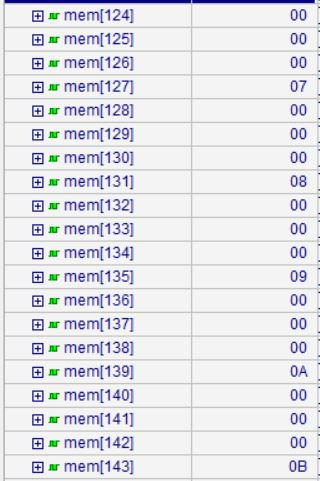 mem[124] 00
mem[125] 00
mem[126] 00
mem[127] 07
mem[128] 00
mem[129] 00
mem[130] 00
mem[131] 08
mem[132] 00
mem[133] 00
mem[134] 00
mem[135] 09
mem[136] 00
mem[137] 00
mem[138] 00
mem[139] 0A
mem[140] 00
mem[141] 00
mem[142] 00
mem[143] 0B